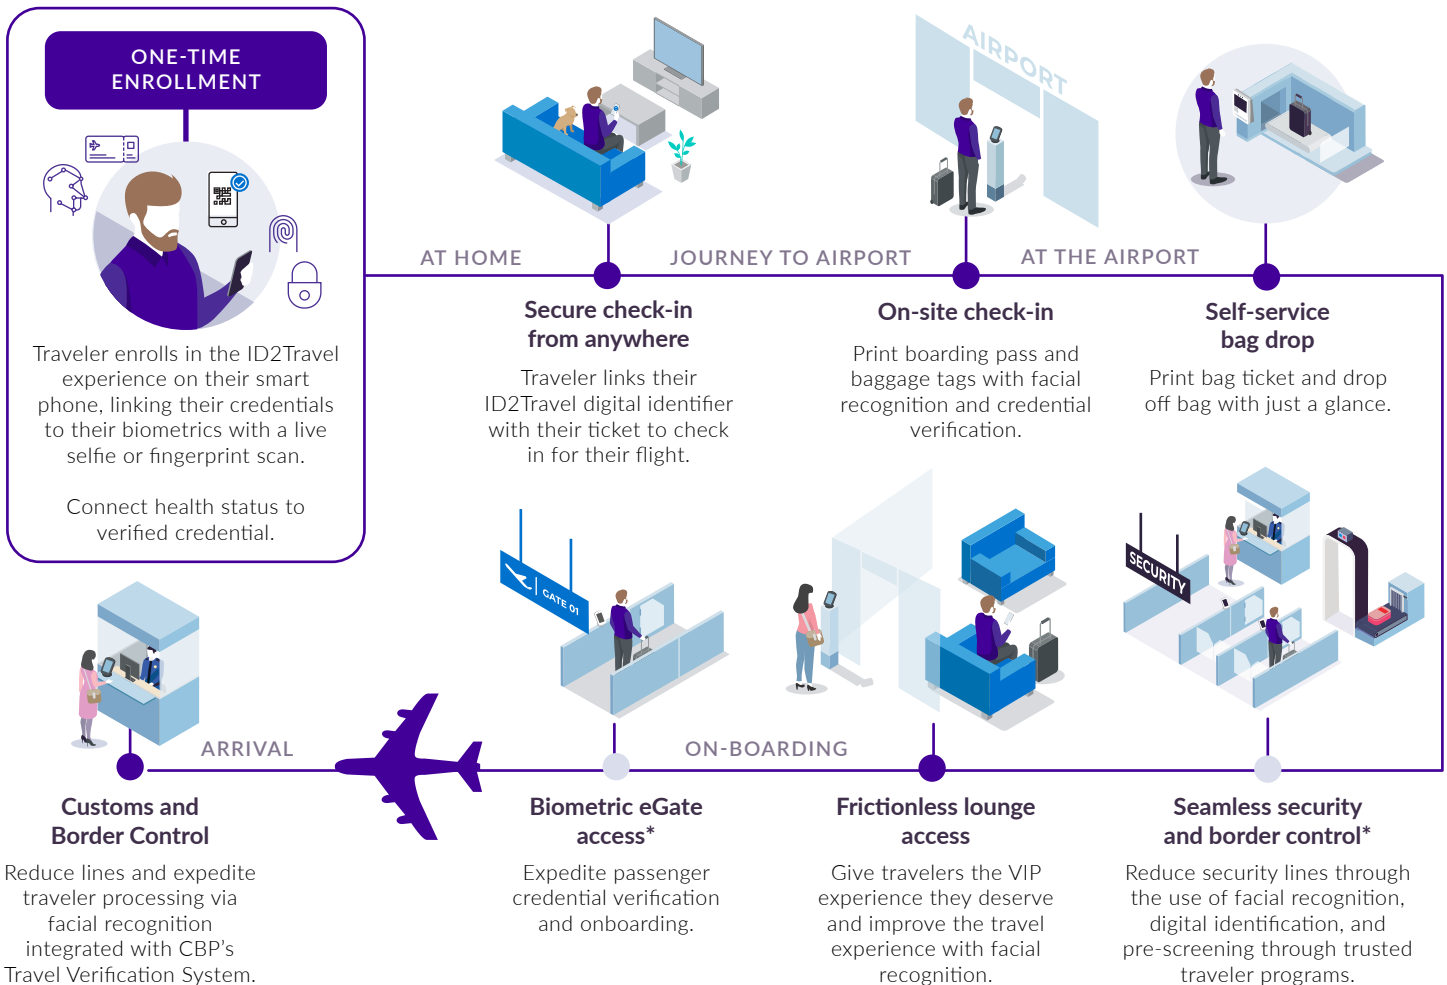 ONE-TIME
ENROLLMENT
Traveler enrolls in the ID2Travel
experience on their smart
phone, linking their credentials
to their biometrics with a live
selfie or fingerprint scan.
Connect health status to
verified credential.
AT HOME
Secure check-in
from anywhere
Traveler links their
ID2Travel digital identifier
with their ticket to check
in for their flight.
JOURNEY TO AIRPORT
AIRPORT
On-site check-in
Print boarding pass and
baggage tags with facial
recognition and credential
verification.
AT THE AIRPORT
Self-service
bag drop
Print bag ticket and drop
off bag with just a glance.
SECURITY
Seamless security
and border control*
Reduce security lines through
the use of facial recognition,
digital identification, and
pre-screening through trusted
traveler programs.
ON-BOARDING
Frictionless lounge
access
Give travelers the VIP
experience they deserve
and improve the travel
experience with facial
recognition.
GATE 01
Biometric eGate
access*
Expedite passenger
credential verification
and onboarding.
ARRIVAL
Customs and
Border Control
Reduce lines and expedite
traveler processing via
facial recognition
integrated with CBP's
Travel Verification System.